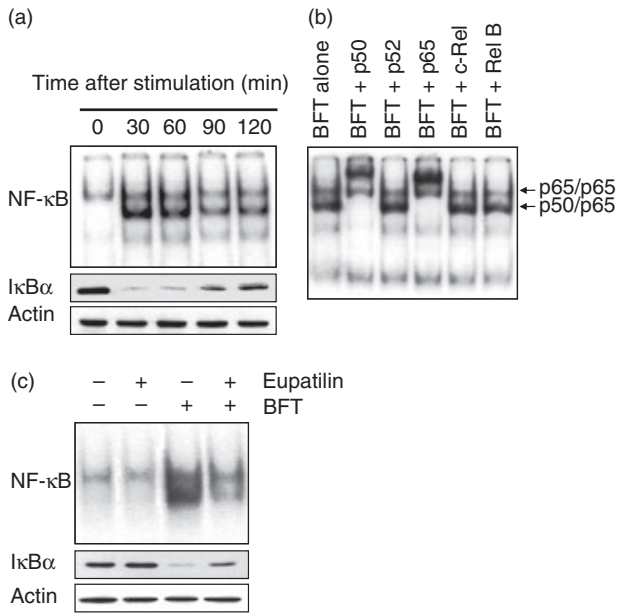 (a)
Time after stimulation (min)
0 30 60 90 120
NF-κB
IκBα
Actin
(b)
BFT alone
BFT + p50
BFT + p52
BFT + p65
BFT + c-Rel
BFT + Rel B
p65/p65
p50/p65
(c)
– + – + Eupatilin
– – + + BFT
NF-κB
IκBα
Actin